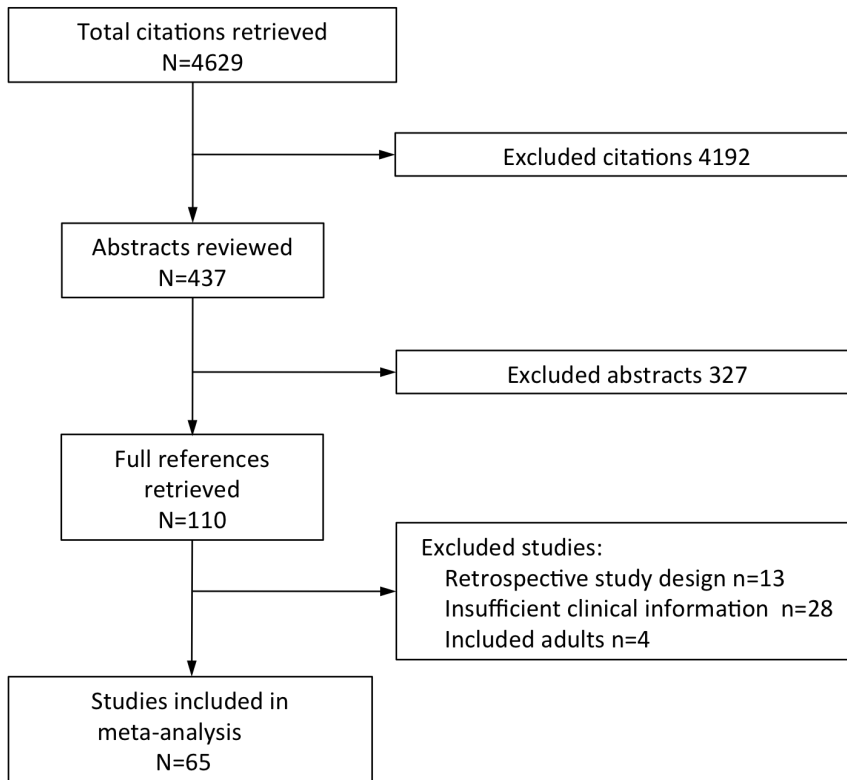 Total citations retrieved
N=4629
Excluded citations 4192
Abstracts reviewed
N=437
Excluded abstracts 327
Full references
retrieved
N=110
Excluded studies:
Retrospective study design n=13
Insufficient clinical information n=28
Included adults n=4
Studies included in
meta-analysis
N=65